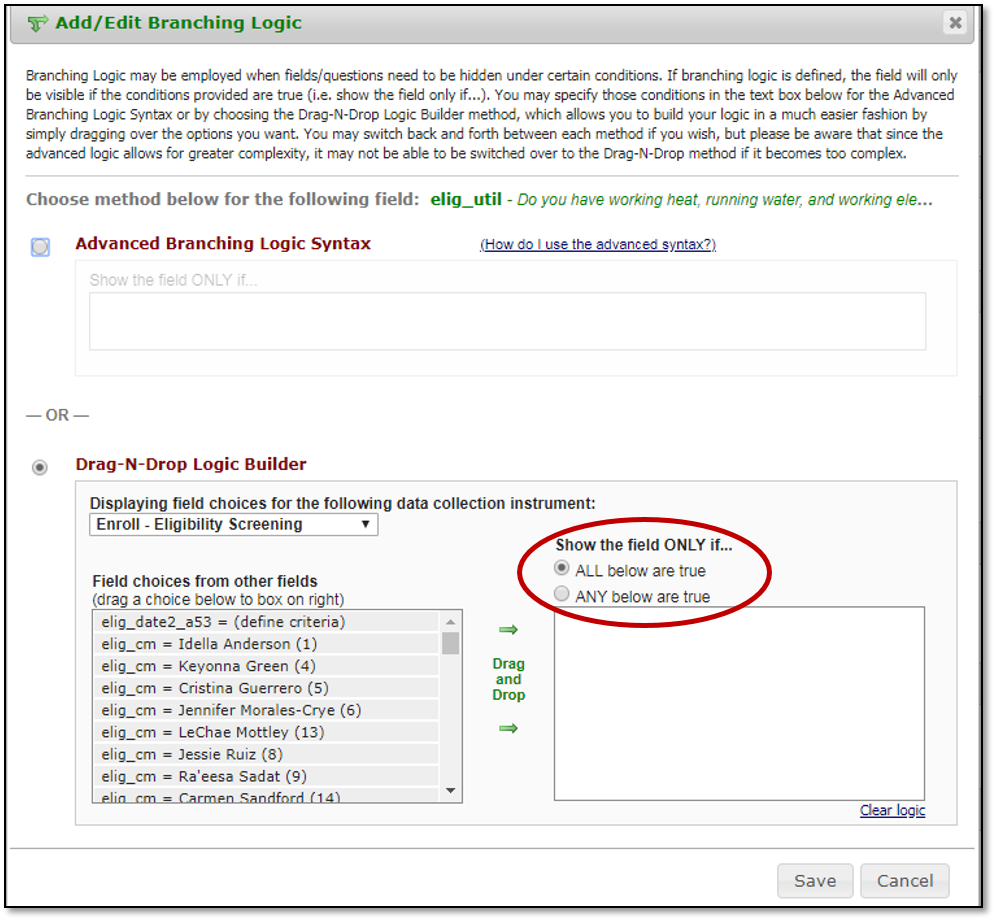 Add/Edit Branching Logic
Branching Logic may be employed when fields/questions need to be hidden under certain conditions. If branching logic is defined, the field will only
be visible if the conditions provided are true (i.e. show the field only if...). You may specify those conditions in the text box below for the Advanced
Branching Logic Syntax or by choosing the Drag-N-Drop Logic Builder method, which allows you to build your logic in a much easier fashion by
simply dragging over the options you want. You may switch back and forth between each method if you wish, but please be aware that since the
advanced logic allows for greater complexity, it may not be able to be switched over to the Drag-N-Drop method if it becomes too complex.
Choose method below for the following field: elig_util - Do you have working heat, running water, and working ele...
Advanced Branching Logic Syntax (How do I use the advanced syntax?)
Show the field ONLY if...
— OR —
Drag-N-Drop Logic Builder
Displaying field choices for the following data collection instrument:
Enroll - Eligibility Screening
Show the field ONLY if...
ALL below are true
ANY below are true
Field choices from other fields
(drag a choice below to box on right)
elig_date2_a53 = (define criteria)
elig_cm = Idella Anderson (1)
elig_cm = Keyonna Green (4)
elig_cm = Cristina Guerrero (5)
elig_cm = Jennifer Morales-Crye (6)
elig_cm = LeChae Mottley (13)
elig_cm = Jessie Ruiz (8)
elig_cm = Ra'eesa Sadat (9)
elig_cm = Carmen Sandford (14)
Drag
and
Drop
Clear logic
Save Cancel